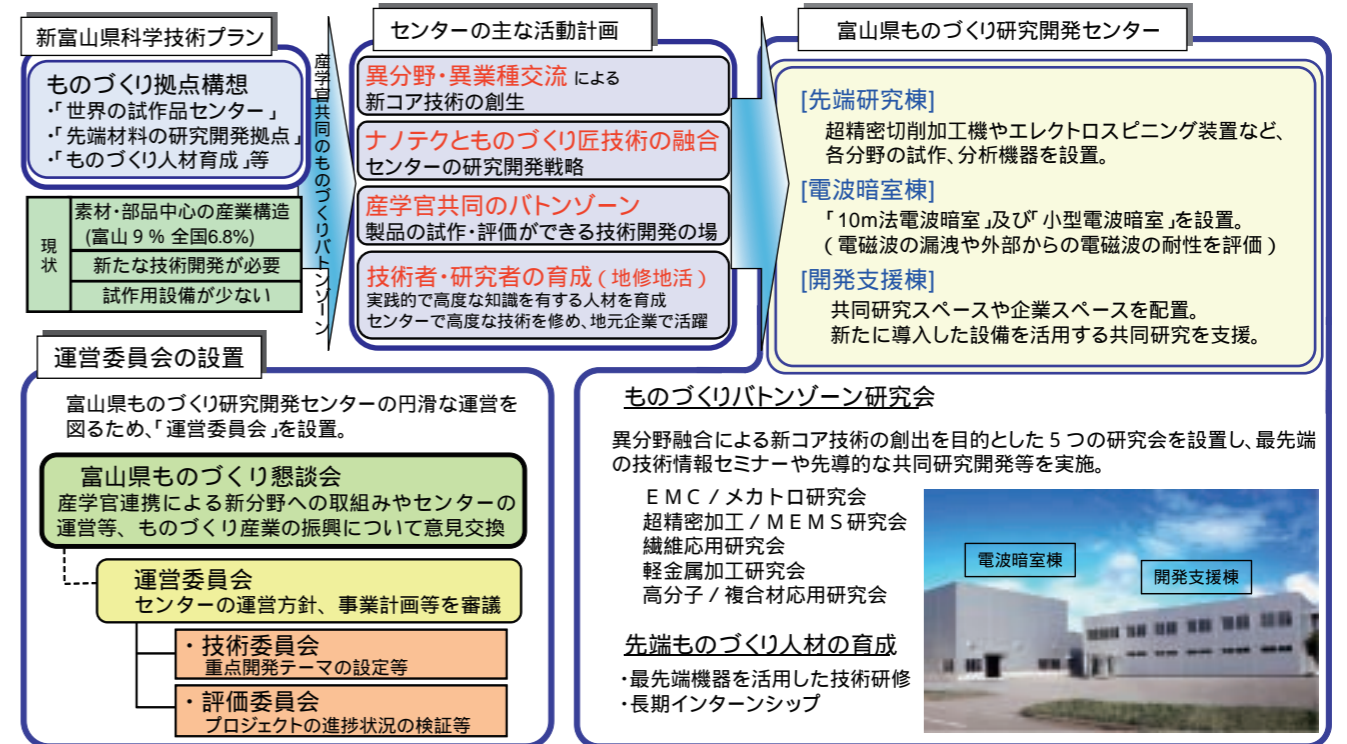 新富山県科学技術プラン
ものづくり拠点構想
・「世界の試作品センター」
・「先端材料の研究開発拠点」
・「ものづくり人材育成」等
現状
素材・部品中心の産業構造
(富山9% 全国6.8%)
新たな技術開発が必要
試作用設備が少ない
産学官共同のものづくりバトンゾーン
センターの主な活動計画
異分野・異業種交流 による
新コア技術の創生
ナノテクとものづくり匠技術の融合
センターの研究開発戦略
産学官共同のバトンゾーン
製品の試作・評価ができる技術開発の場
技術者・研究者の育成(地修地活)
実践的で高度な知識を有する人材を育成
センターで高度な技術を修め、地元企業で活躍
富山県ものづくり研究開発センター
[先端研究棟]
超精密切削加工機やエレクトロスピニング装置など、
各分野の試作、分析機器を設置。
[電波暗室棟]
「10m法電波暗室」及び「小型電波暗室」を設置。
(電磁波の漏洩や外部からの電磁波の耐性を評価)
[開発支援棟]
共同研究スペースや企業スペースを配置。
新たに導入した設備を活用する共同研究を支援。
運営委員会の設置
富山県ものづくり研究開発センターの円滑な運営を
図るため、「運営委員会」を設置。
富山県ものづくり懇談会
産学官連携による新分野への取組みやセンターの
運営等、ものづくり産業の振興について意見交換
運営委員会
センターの運営方針、事業計画等を審議
・技術委員会
重点開発テーマの設定等
・評価委員会
プロジェクトの進捗状況の検証等
ものづくりバトンゾーン研究会
異分野融合による新コア技術の創出を目的とした5つの研究会を設置し、最先端
の技術情報セミナーや先導的な共同研究開発等を実施。
EMC/メカトロ研究会
超精密加工/MEMS研究会
繊維応用研究会
軽金属加工研究会
高分子/複合材応用研究会
先端ものづくり人材の育成
・最先端機器を活用した技術研修
・長期インターンシップ
電波暗室棟
開発支援棟